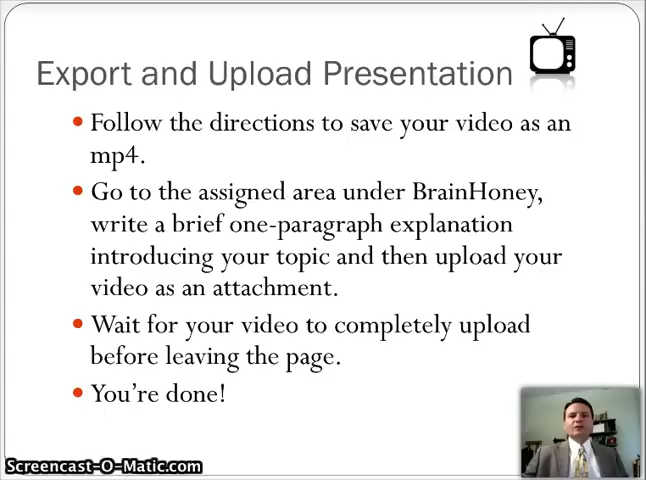 Export and Upload Presentation
• Follow the directions to save your video as an
mp4.
• Go to the assigned area under BrainHoney,
write a brief one-paragraph explanation
introducing your topic and then upload your
video as an attachment.
• Wait for your video to completely upload
before leaving the page.
• You're done!
Screencast-O-Matic.com